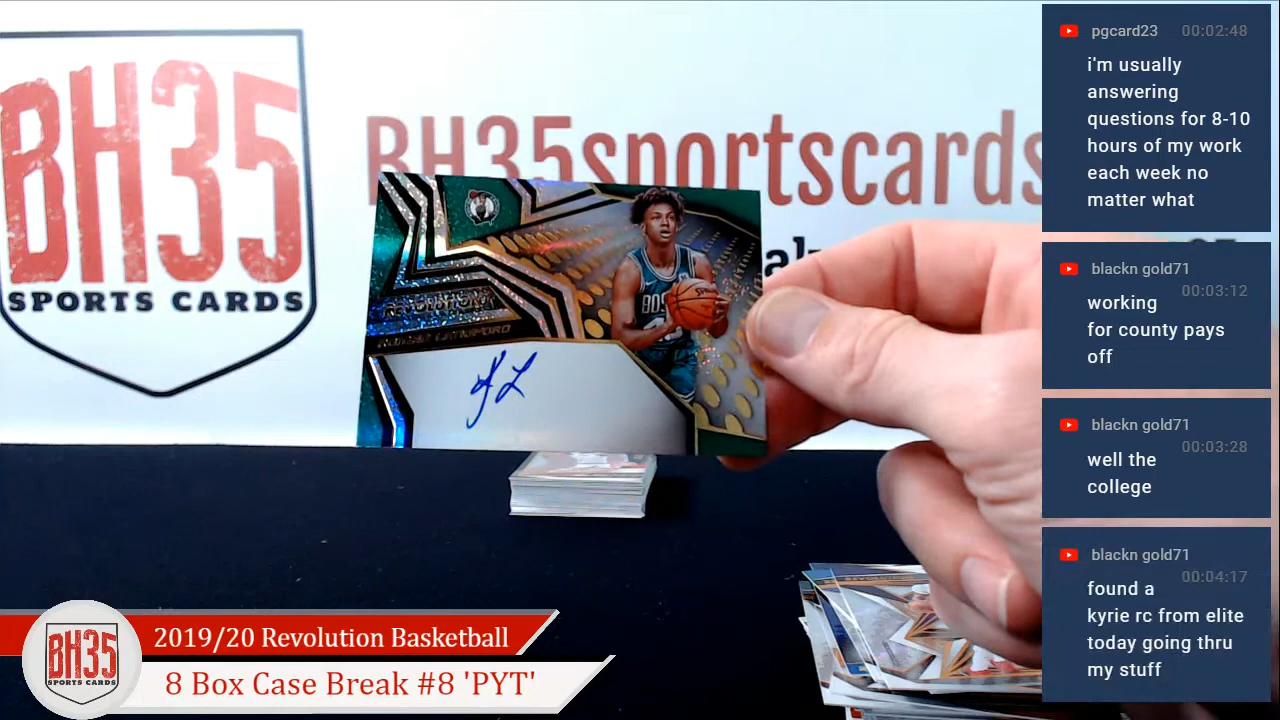 BH35
SPORTS CARDS
BH35sportscards
BOS
pgcard23 00:02:48
i'm usually
answering
questions for 8-10
hours of my work
each week no
matter what
blackn gold71
00:03:12
working
for county pays
off
blackn gold71
00:03:28
well the
college
blackn gold71
00:04:17
found a
kyrie rc from elite
today going thru
my stuff
BH35
SPORTS CARDS
2019/20 Revolution Basketball
8 Box Case Break #8 'PYT'